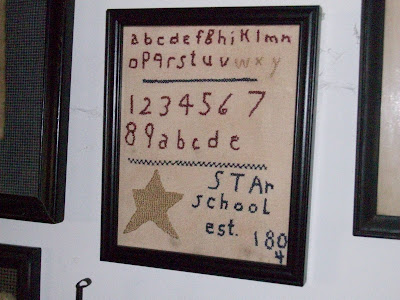 abcdefghiKlmn
oPqrstuvwxy
1234567
89abcde
STAr
school
est. 180
4